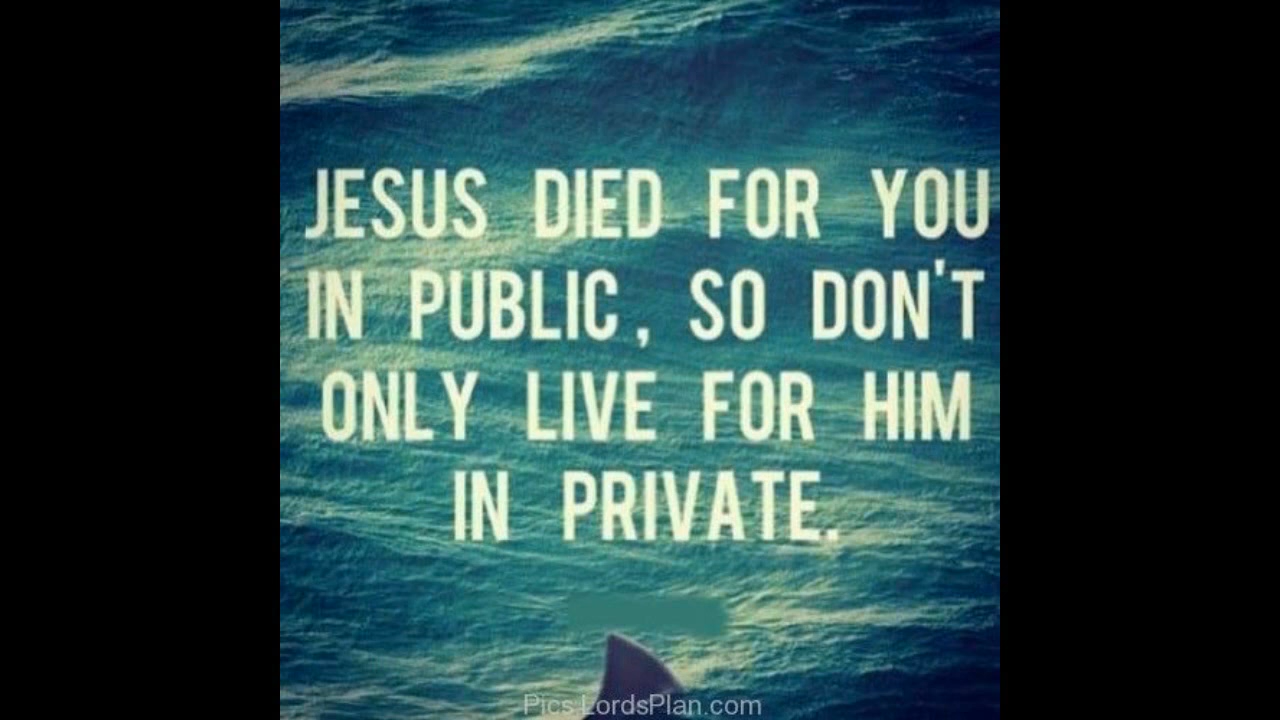 JESUS DIED FOR YOU
IN PUBLIC, SO DON'T
ONLY LIVE FOR HIM
IN PRIVATE.
Pics.LordsPlan.com